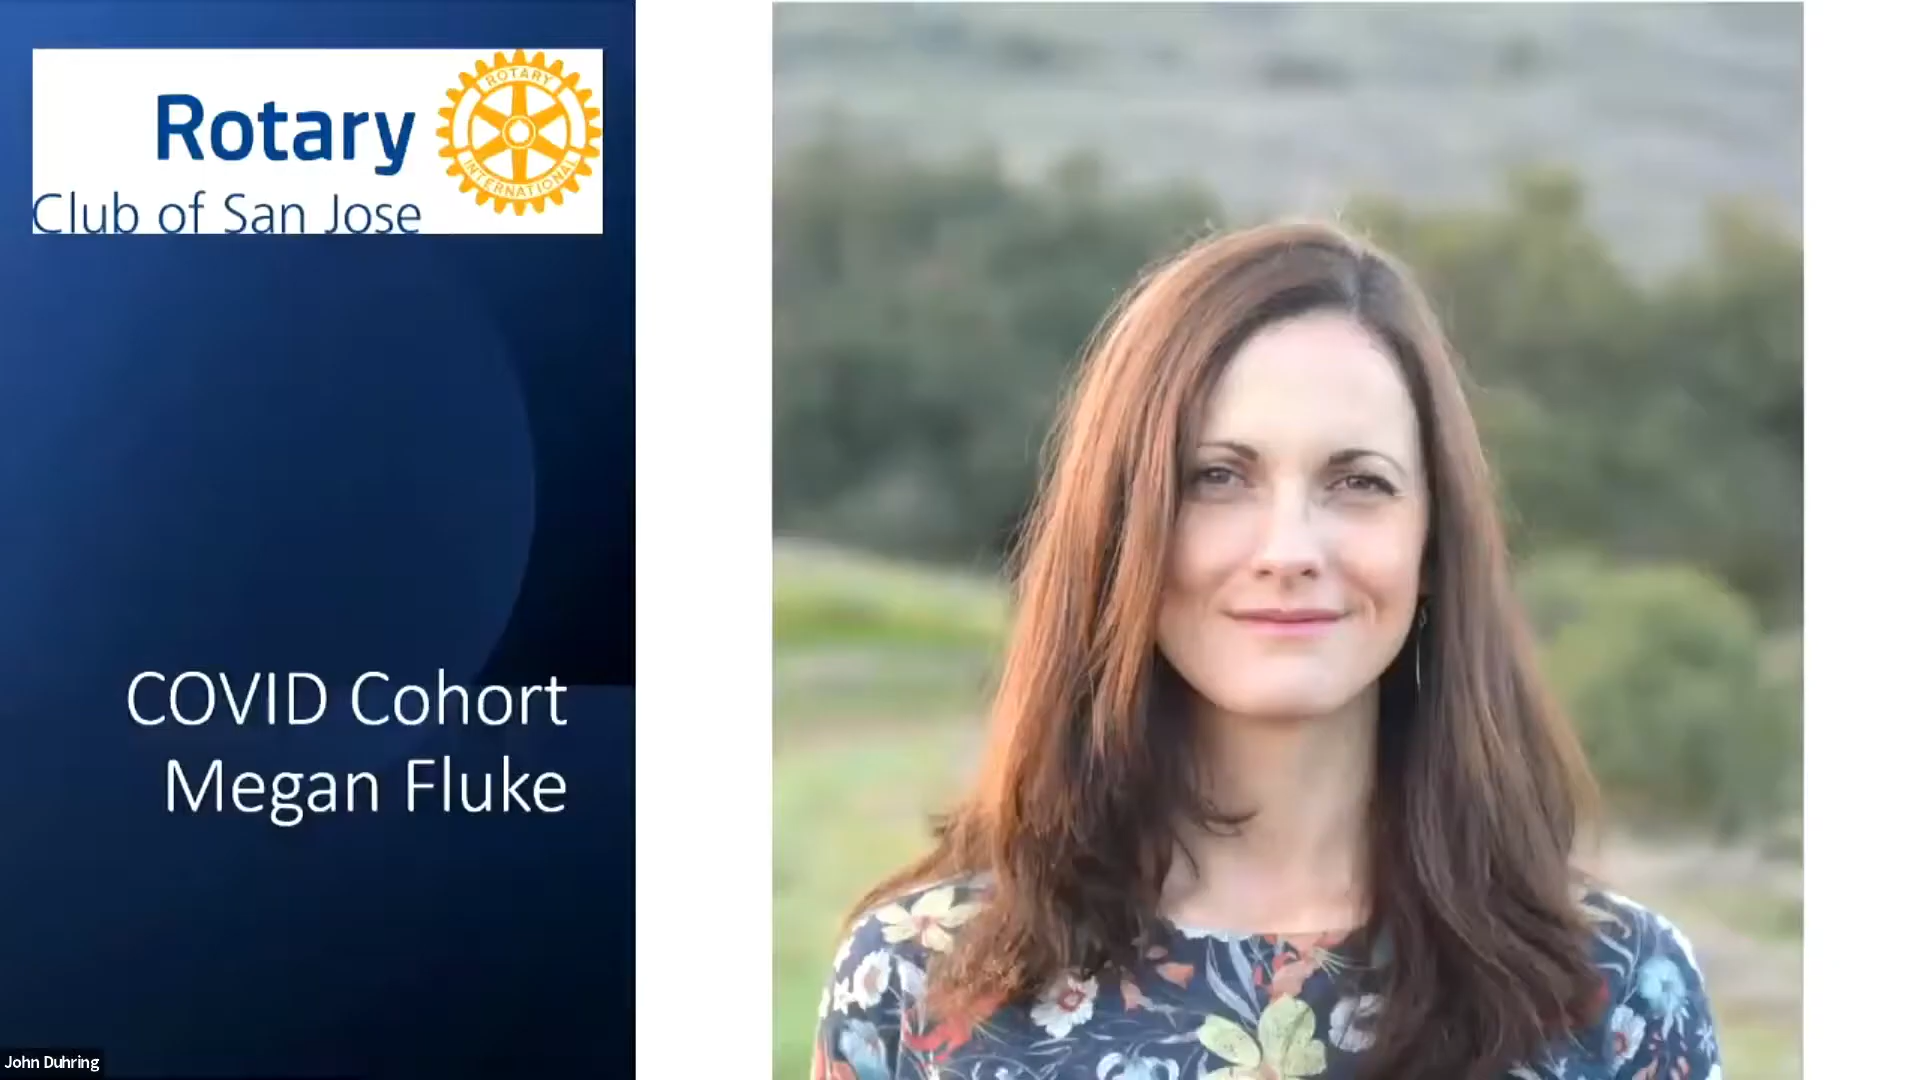 Rotary
ROTARY
INTERNATIONAL
Club of San Jose
COVID Cohort
Megan Fluke
John Duhring